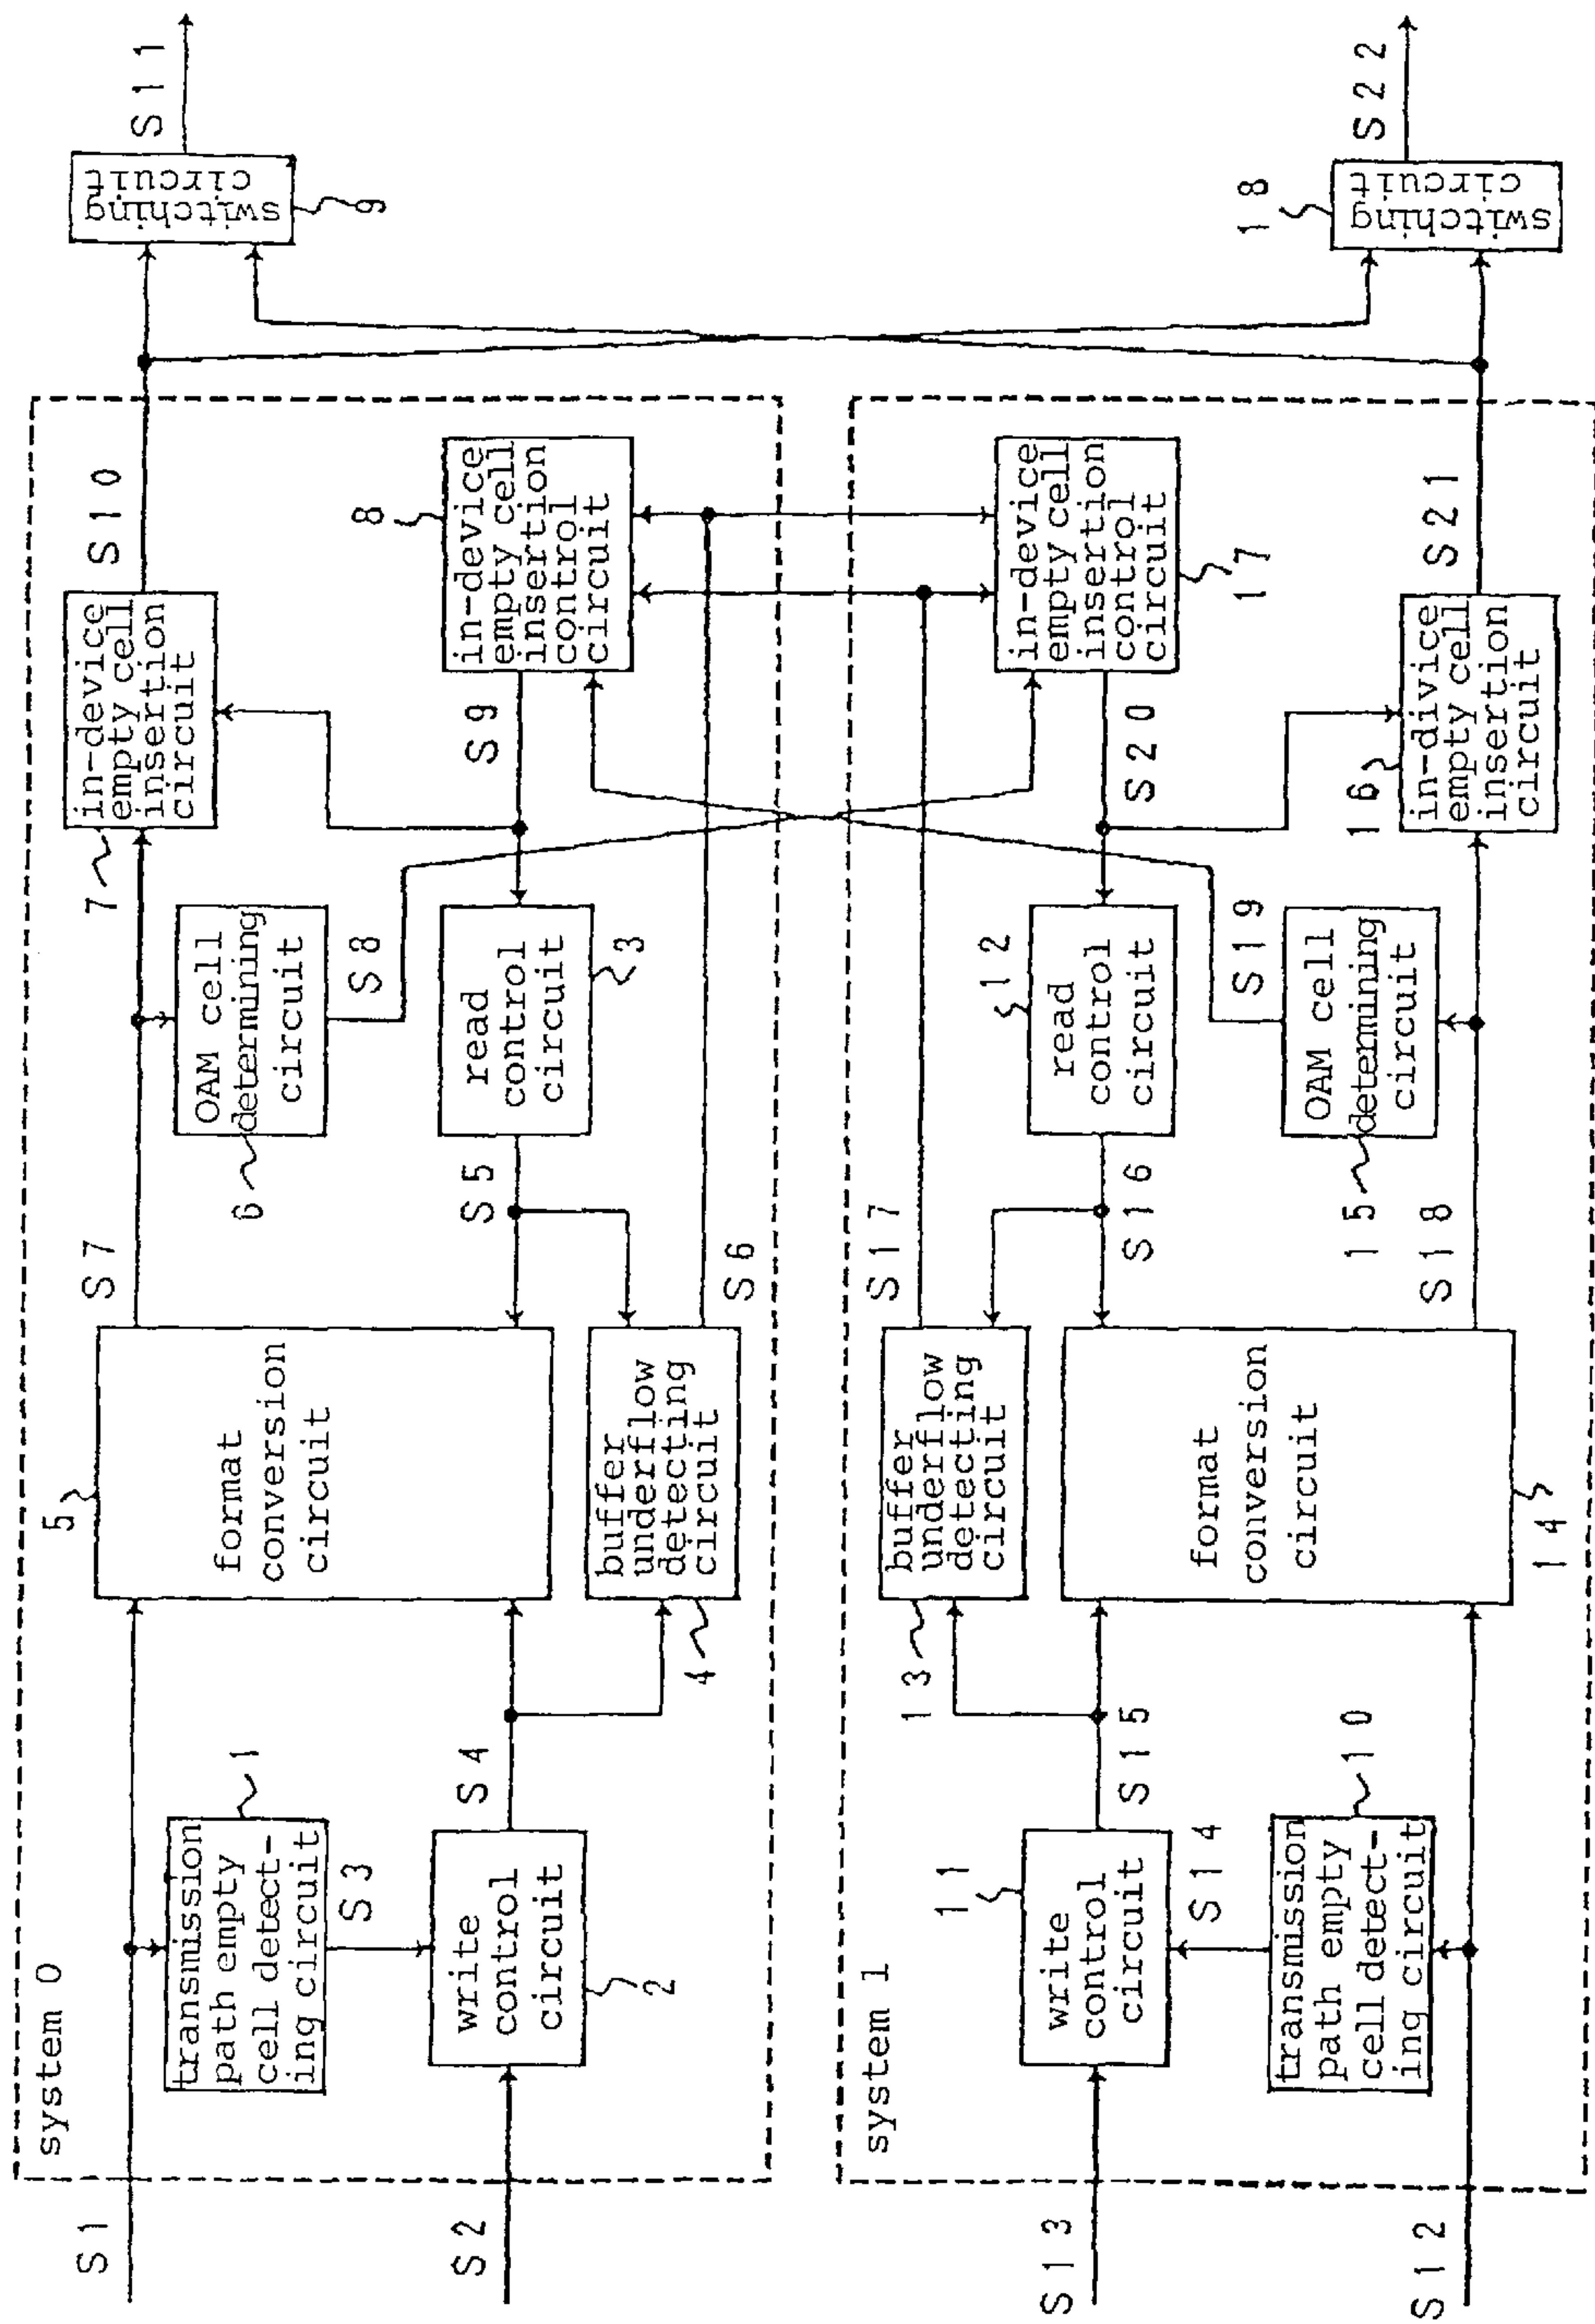 system 0
S1
S2
transmission
path empty
cell detect-
ing circuit
1
S3
write
control
circuit
2
S4
format
conversion
circuit
5
buffer
underflow
detecting
circuit
4
S7
S5
S6
OAM cell
determining
circuit
6
S8
read
control
circuit
3
in-device
empty cell
insertion
circuit
7
S9
in-device
empty cell
insertion
control
circuit
8
S10
switching
circuit
9
S11
system 1
S13
S12
write
control
circuit
11
S14
transmission
path empty
cell detect-
ing circuit
10
S15
buffer
underflow
detecting
circuit
13
format
conversion
circuit
14
S17
S16
S18
read
control
circuit
12
OAM cell
determining
circuit
15
S19
in-device
empty cell
insertion
control
circuit
17
S20
in-divice
empty cell
insertion
circuit
16
S21
switching
circuit
18
S22